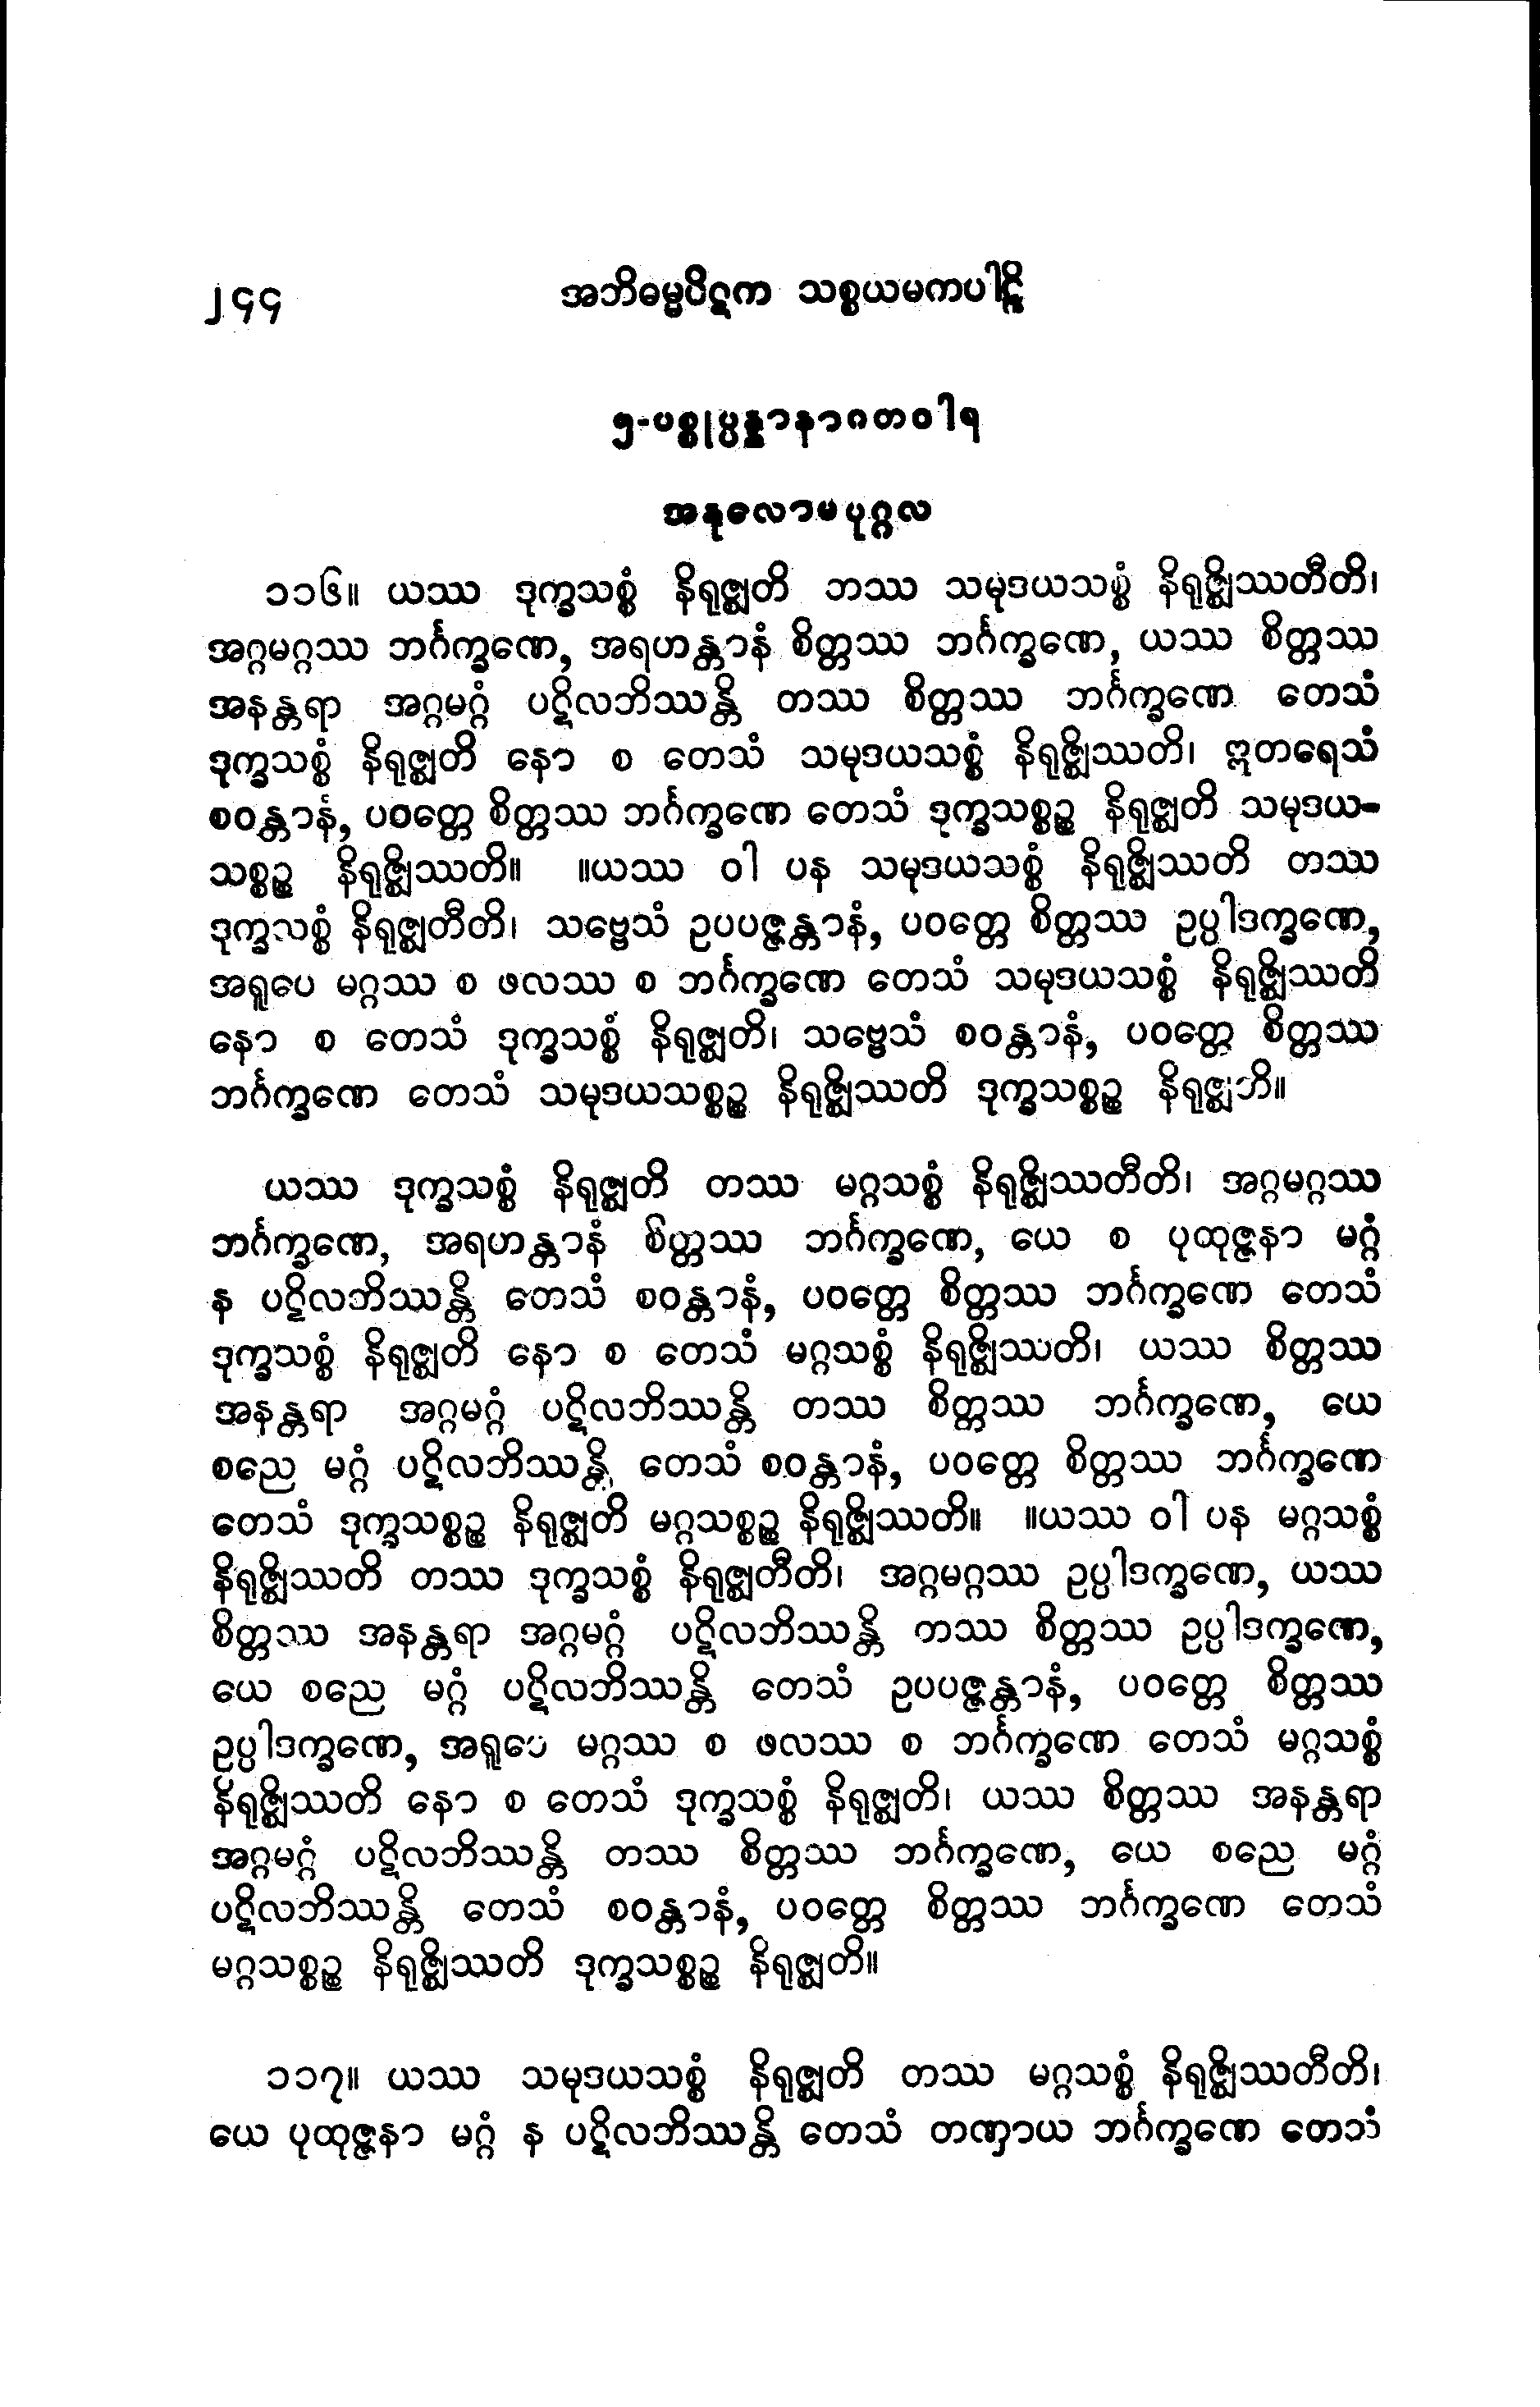 ၂၄၄ အဘိဓမ္မပိဋက သစ္စယမကပါဠိ
၅-ပစ္စုပ္ပန္နာနာဂတဝါရ
အနုလောမပုဂ္ဂလ
၁၁၆။ ယဿ ဒုက္ခသစ္စံ နိရုဇ္ဈတိ တဿ သမုဒယသစ္စံ နိရုဇ္ဈိဿတီတိ၊
အဂ္ဂမဂ္ဂဿ ဘင်္ဂက္ခဏေ, အရဟန္တာနံ စိတ္တဿ ဘင်္ဂက္ခဏေ, ယဿ စိတ္တဿ
အနန္တရာ အဂ္ဂမဂ္ဂံ ပဋိလဘိဿန္တိ တဿ စိတ္တဿ ဘင်္ဂက္ခဏေ တေသံ
ဒုက္ခသစ္စံ နိရုဇ္ဈတိ နော စ တေသံ သမုဒယသစ္စံ နိရုဇ္ဈိဿတိ၊ ဣတရေသံ
စဝန္တာနံ, ပဝတ္တေ စိတ္တဿ ဘင်္ဂက္ခဏေ တေသံ ဒုက္ခသစ္စဉ္စ နိရုဇ္ဈတိ သမုဒယ-
သစ္စဉ္စ နိရုဇ္ဈိဿတိ။ ။ယဿ ဝါ ပန သမုဒယသစ္စံ နိရုဇ္ဈိဿတိ တဿ
ဒုက္ခသစ္စံ နိရုဇ္ဈတီတိ၊ သဗ္ဗေသံ ဥပပဇ္ဇန္တာနံ, ပဝတ္တေ စိတ္တဿ ဥပ္ပါဒက္ခဏေ,
အရူပေ မဂ္ဂဿ စ ဖလဿ စ ဘင်္ဂက္ခဏေ တေသံ သမုဒယသစ္စံ နိရုဇ္ဈိဿတိ
နော စ တေသံ ဒုက္ခသစ္စံ နိရုဇ္ဈတိ၊ သဗ္ဗေသံ စဝန္တာနံ, ပဝတ္တေ စိတ္တဿ
ဘင်္ဂက္ခဏေ တေသံ သမုဒယသစ္စဉ္စ နိရုဇ္ဈိဿတိ ဒုက္ခသစ္စဉ္စ နိရုဇ္ဈတိ။
ယဿ ဒုက္ခသစ္စံ နိရုဇ္ဈတိ တဿ မဂ္ဂသစ္စံ နိရုဇ္ဈိဿတီတိ၊ အဂ္ဂမဂ္ဂဿ
ဘင်္ဂက္ခဏေ, အရဟန္တာနံ စိတ္တဿ ဘင်္ဂက္ခဏေ, ယေ စ ပုထုဇ္ဇနာ မဂ္ဂံ
န ပဋိလဘိဿန္တိ တေသံ စဝန္တာနံ, ပဝတ္တေ စိတ္တဿ ဘင်္ဂက္ခဏေ တေသံ
ဒုက္ခသစ္စံ နိရုဇ္ဈတိ နော စ တေသံ မဂ္ဂသစ္စံ နိရုဇ္ဈိဿတိ၊ ယဿ စိတ္တဿ
အနန္တရာ အဂ္ဂမဂ္ဂံ ပဋိလဘိဿန္တိ တဿ စိတ္တဿ ဘင်္ဂက္ခဏေ, ယေ
စညေ မဂ္ဂံ ပဋိလဘိဿန္တိ တေသံ စဝန္တာနံ, ပဝတ္တေ စိတ္တဿ ဘင်္ဂက္ခဏေ
တေသံ ဒုက္ခသစ္စဉ္စ နိရုဇ္ဈတိ မဂ္ဂသစ္စဉ္စ နိရုဇ္ဈိဿတိ။ ။ယဿ ဝါ ပန မဂ္ဂသစ္စံ
နိရုဇ္ဈိဿတိ တဿ ဒုက္ခသစ္စံ နိရုဇ္ဈတီတိ၊ အဂ္ဂမဂ္ဂဿ ဥပ္ပါဒက္ခဏေ, ယဿ
စိတ္တဿ အနန္တရာ အဂ္ဂမဂ္ဂံ ပဋိလဘိဿန္တိ တဿ စိတ္တဿ ဥပ္ပါဒက္ခဏေ,
ယေ စညေ မဂ္ဂံ ပဋိလဘိဿန္တိ တေသံ ဥပပဇ္ဇန္တာနံ, ပဝတ္တေ စိတ္တဿ
ဥပ္ပါဒက္ခဏေ, အရူပေ မဂ္ဂဿ စ ဖလဿ စ ဘင်္ဂက္ခဏေ တေသံ မဂ္ဂသစ္စံ
နိရုဇ္ဈိဿတိ နော စ တေသံ ဒုက္ခသစ္စံ နိရုဇ္ဈတိ၊ ယဿ စိတ္တဿ အနန္တရာ
အဂ္ဂမဂ္ဂံ ပဋိလဘိဿန္တိ တဿ စိတ္တဿ ဘင်္ဂက္ခဏေ, ယေ စညေ မဂ္ဂံ
ပဋိလဘိဿန္တိ တေသံ စဝန္တာနံ, ပဝတ္တေ စိတ္တဿ ဘင်္ဂက္ခဏေ တေသံ
မဂ္ဂသစ္စဉ္စ နိရုဇ္ဈိဿတိ ဒုက္ခသစ္စဉ္စ နိရုဇ္ဈတိ။
၁၁၇။ ယဿ သမုဒယသစ္စံ နိရုဇ္ဈတိ တဿ မဂ္ဂသစ္စံ နိရုဇ္ဈိဿတီတိ၊
ယေ ပုထုဇ္ဇနာ မဂ္ဂံ န ပဋိလဘိဿန္တိ တေသံ တဏှာယ ဘင်္ဂက္ခဏေ တေသံ